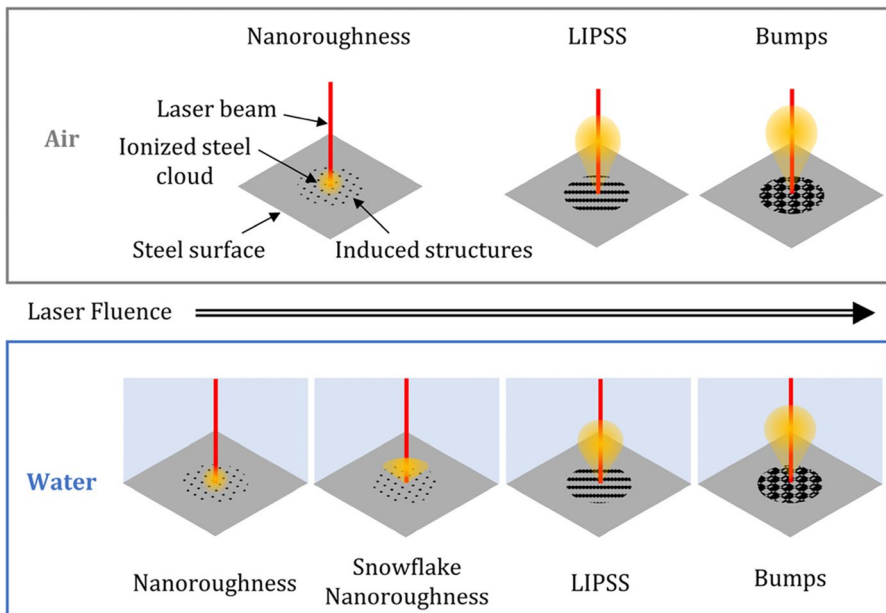 Nanoroughness
LIPSS
Bumps
Laser beam
Air
Ionized steel
cloud
Steel surface
Induced structures
Laser Fluence
Water
Nanoroughness
Snowflake
Nanoroughness
LIPSS
Bumps